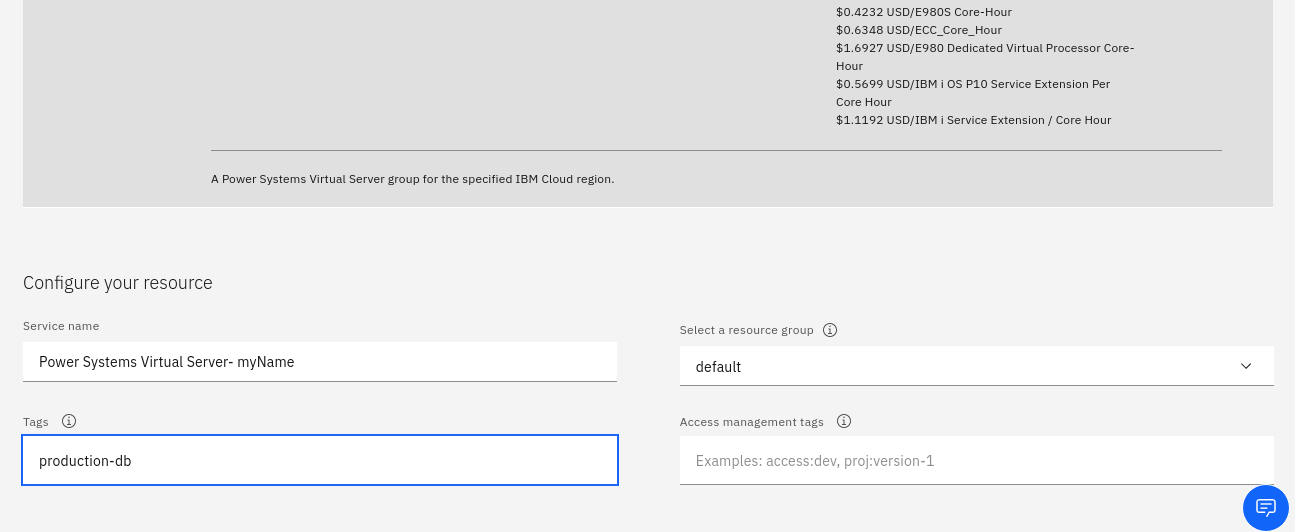 $0.4232 USD/E980S Core-Hour
$0.6348 USD/ECC_Core_Hour
$1.6927 USD/E980 Dedicated Virtual Processor Core-
Hour
$0.5699 USD/IBM i OS P10 Service Extension Per
Core Hour
$1.1192 USD/IBM i Service Extension / Core Hour
A Power Systems Virtual Server group for the specified IBM Cloud region.
Configure your resource
Service name
Power Systems Virtual Server- myName
Select a resource group
default
Tags
production-db
Access management tags
Examples: access:dev, proj:version-1